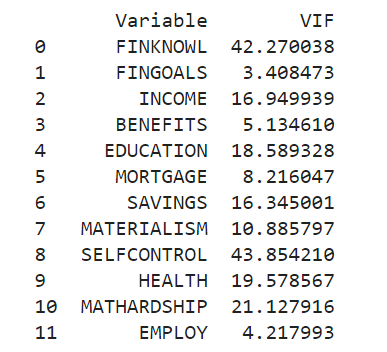 Variable VIF
0 FINKNOWL 42.270038
1 FINGOALS 3.408473
2 INCOME 16.949939
3 BENEFITS 5.134610
4 EDUCATION 18.589328
5 MORTGAGE 8.216047
6 SAVINGS 16.345001
7 MATERIALISM 10.885797
8 SELFCONTROL 43.854210
9 HEALTH 19.578567
10 MATHARDSHIP 21.127916
11 EMPLOY 4.217993